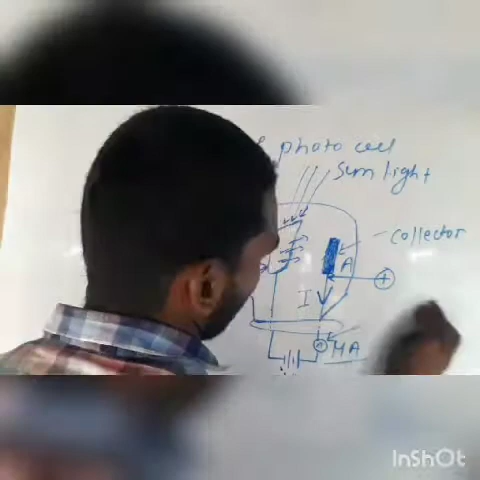 photo cell
Sun light
collector
A
+
I
MA
InShOt